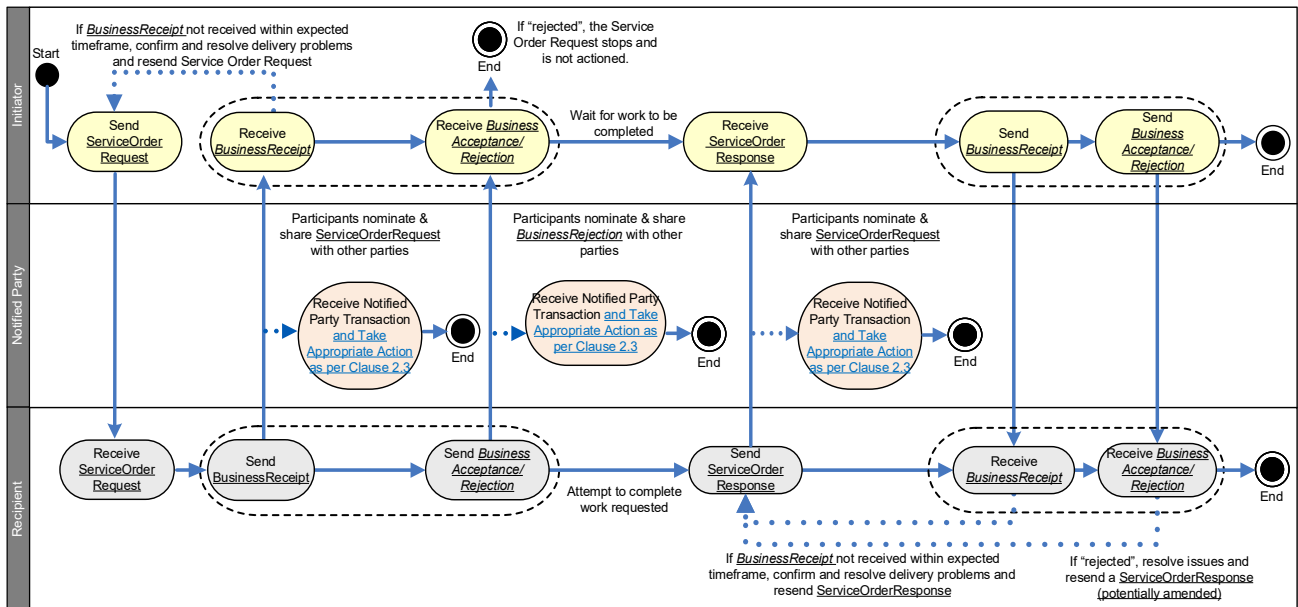 Initiator
Start
If BusinessReceipt not received within expected
timeframe, confirm and resolve delivery problems
and resend Service Order Request
End
If “rejected”, the Service
Order Request stops and
is not actioned.
Send
ServiceOrder
Request
Receive
BusinessReceipt
Receive Business
Acceptance/
Rejection
Wait for work to be
completed
Receive
ServiceOrder
Response
Send
BusinessReceipt
Send
Business
Acceptance/
Rejection
End
Notified Party
Participants nominate &
share ServiceOrderRequest
with other parties
Receive Notified
Party Transaction
and Take
Appropriate Action
as per Clause 2.3
End
Participants nominate & share
BusinessRejection with other
parties
Receive Notified Party
Transaction and Take
Appropriate Action as
per Clause 2.3
End
Participants nominate &
share ServiceOrderRequest
with other parties
Receive Notified
Party Transaction
and Take
Appropriate Action
as per Clause 2.3
End
Recipient
Receive
ServiceOrder
Request
Send
BusinessReceipt
Send Business
Acceptance/
Rejection
Attempt to complete
work requested
Send
ServiceOrder
Response
Receive
BusinessReceipt
Receive Business
Acceptance/
Rejection
End
If BusinessReceipt not received within expected
timeframe, confirm and resolve delivery problems and
resend ServiceOrderResponse
If “rejected”, resolve issues and
resend a ServiceOrderResponse
(potentially amended)